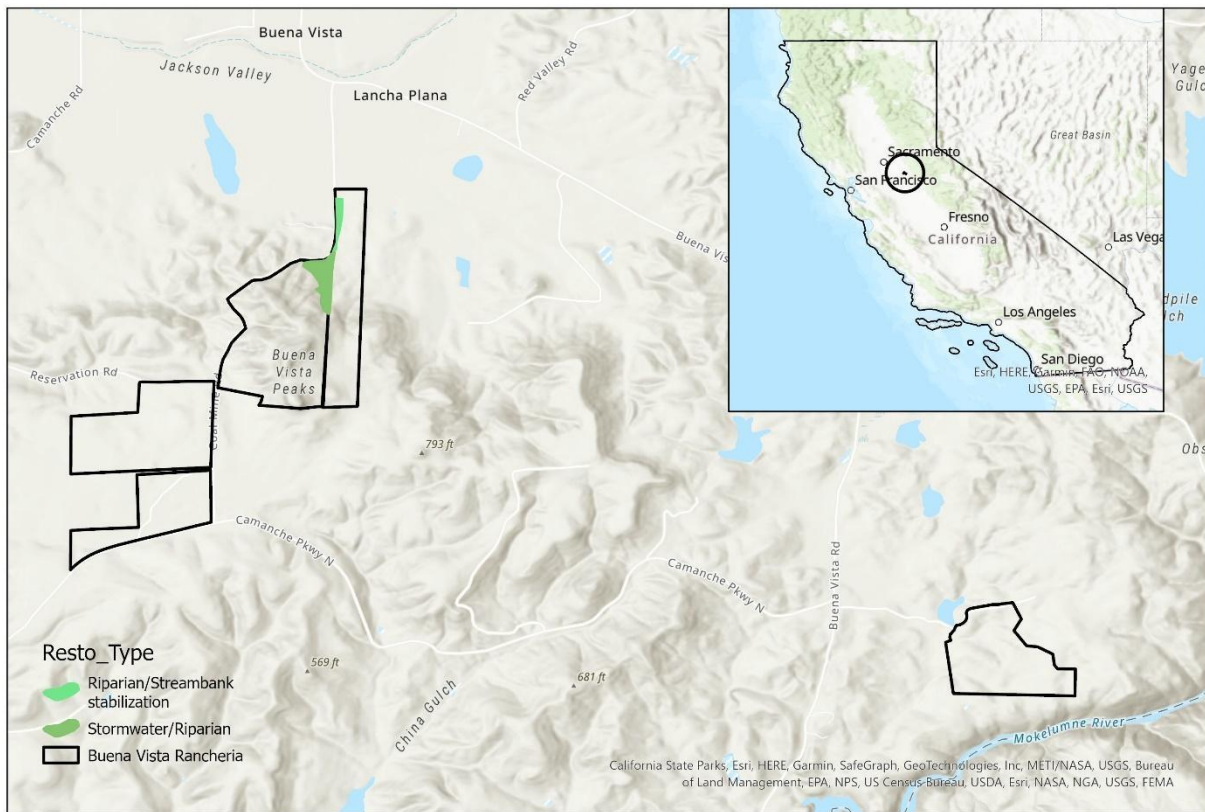 Buena Vista
Jackson Valley
Lancha Plana
Red Valley Rd
Camanche Rd
Buena Vis
Reservation Rd
Buena
Vista
Peaks
Coal Mine Rd
793 ft
Camanche Pkwy N
Camanche Pkwy N
Buena Vista Rd
569 ft
681 ft
China Gulch
Mokelumne River
Great Basin
Sacramento
San Francisco
Fresno
California
Las Vega
Los Angeles
San Diego
Esri, HERE, Garmin, FAO, NOAA,
USGS, EPA, Esri, USGS
Yage
Gulc
dpile
lch
Obs
Resto_Type
Riparian/Streambank
stabilization
Stormwater/Riparian
Buena Vista Rancheria
California State Parks, Esri, HERE, Garmin, SafeGraph, GeoTechnologies, Inc, METI/NASA, USGS, Bureau
of Land Management, EPA, NPS, US Census Bureau, USDA, Esri, NASA, NGA, USGS, FEMA